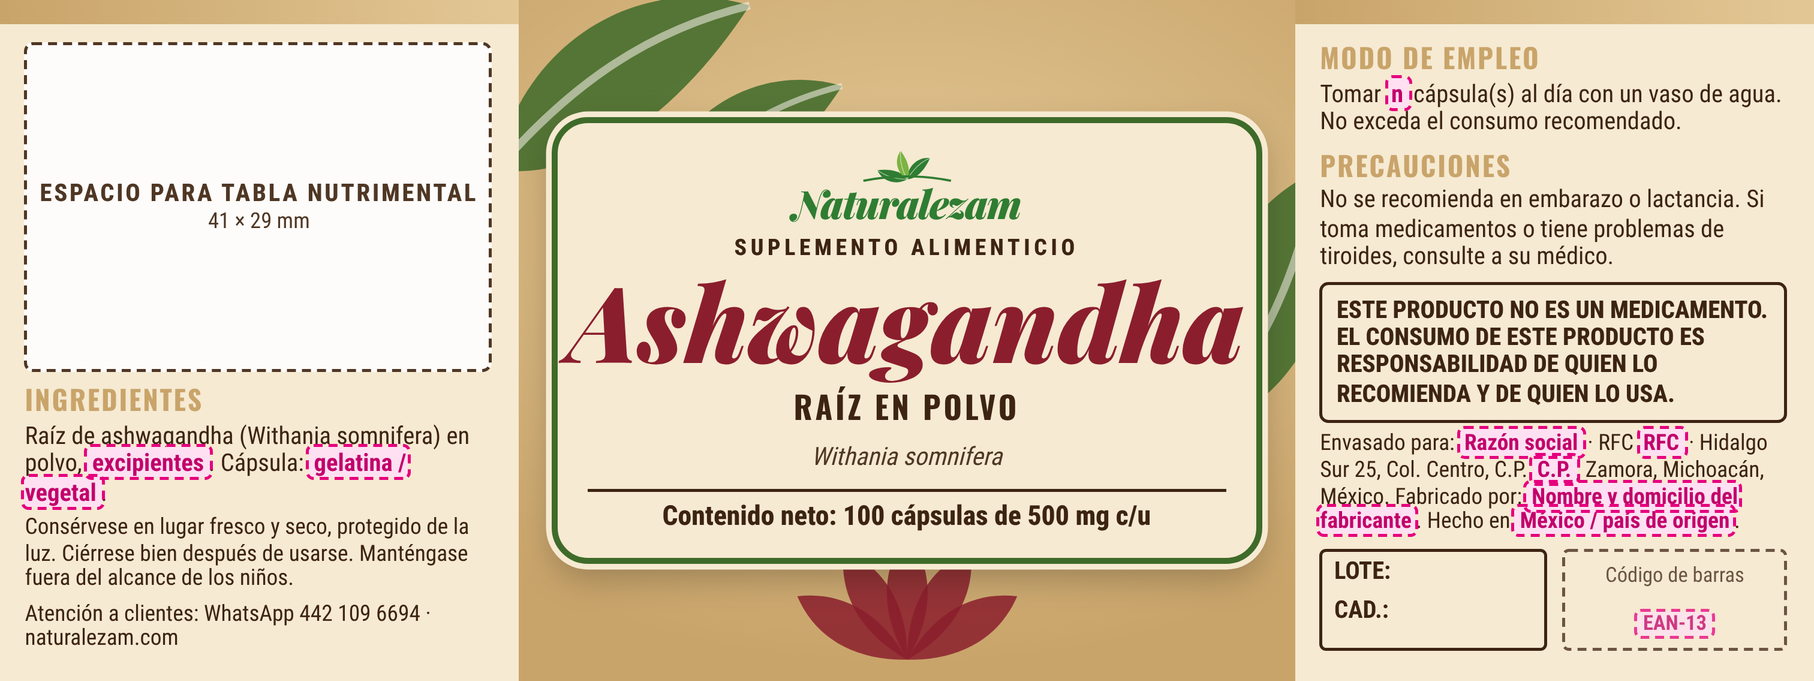 ESPACIO PARA TABLA NUTRIMENTAL
41 × 29 mm
INGREDIENTES
Raíz de ashwagandha (Withania somnifera) en
polvo, excipientes Cápsula: gelatina /
vegetal
Consérvese en lugar fresco y seco, protegido de la
luz. Ciérrese bien después de usarse. Manténgase
fuera del alcance de los niños.
Atención a clientes: WhatsApp 442 109 6694 ·
naturalezam.com
Naturalezam
SUPLEMENTO ALIMENTICIO
Ashwagandha
RAÍZ EN POLVO
Withania somnifera
Contenido neto: 100 cápsulas de 500 mg c/u
MODO DE EMPLEO
Tomar n cápsula(s) al día con un vaso de agua.
No exceda el consumo recomendado.
PRECAUCIONES
No se recomienda en embarazo o lactancia. Si
toma medicamentos o tiene problemas de
tiroides, consulte a su médico.
ESTE PRODUCTO NO ES UN MEDICAMENTO.
EL CONSUMO DE ESTE PRODUCTO ES
RESPONSABILIDAD DE QUIEN LO
RECOMIENDA Y DE QUIEN LO USA.
Envasado para: Razón social · RFC RFC · Hidalgo
Sur 25, Col. Centro, C.P. C.P. Zamora, Michoacán,
México. Fabricado por: Nombre y domicilio del
fabricante. Hecho en México / país de origen.
LOTE:
CAD.:
Código de barras
EAN-13